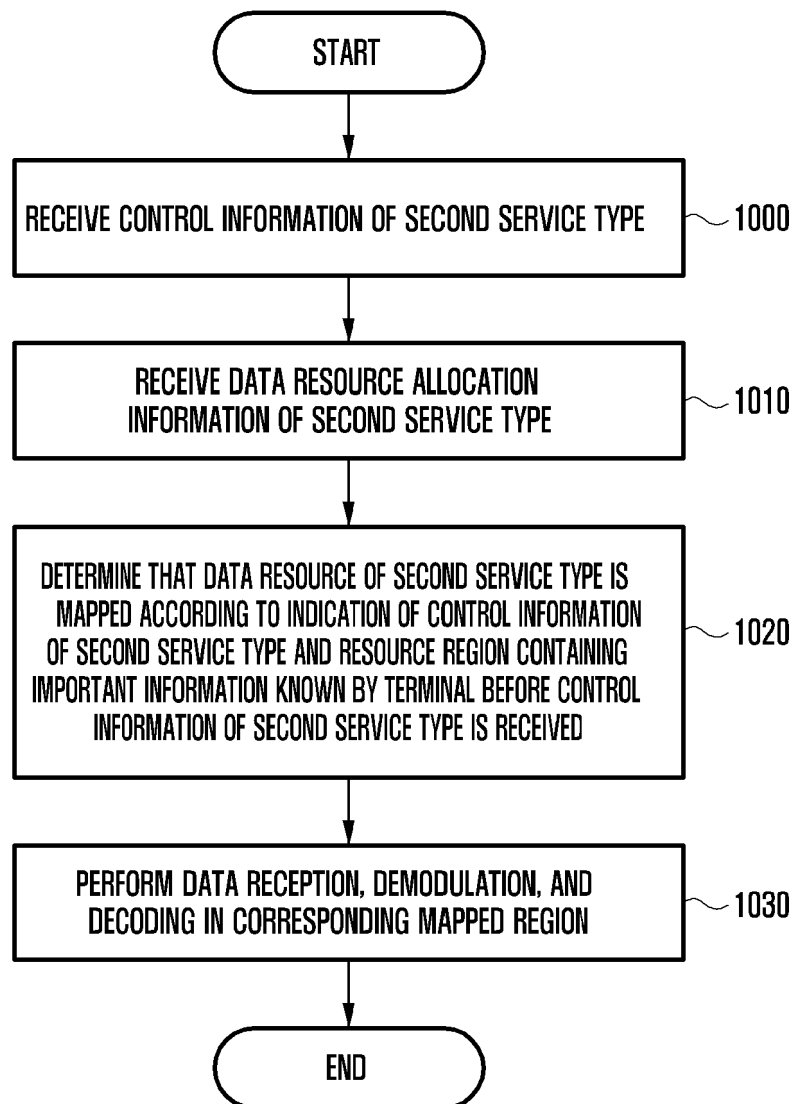 START
RECEIVE CONTROL INFORMATION OF SECOND SERVICE TYPE
1000
RECEIVE DATA RESOURCE ALLOCATION
INFORMATION OF SECOND SERVICE TYPE
1010
DETERMINE THAT DATA RESOURCE OF SECOND SERVICE TYPE IS
MAPPED ACCORDING TO INDICATION OF CONTROL INFORMATION
OF SECOND SERVICE TYPE AND RESOURCE REGION CONTAINING
IMPORTANT INFORMATION KNOWN BY TERMINAL BEFORE CONTROL
INFORMATION OF SECOND SERVICE TYPE IS RECEIVED
1020
PERFORM DATA RECEPTION, DEMODULATION, AND
DECODING IN CORRESPONDING MAPPED REGION
1030
END